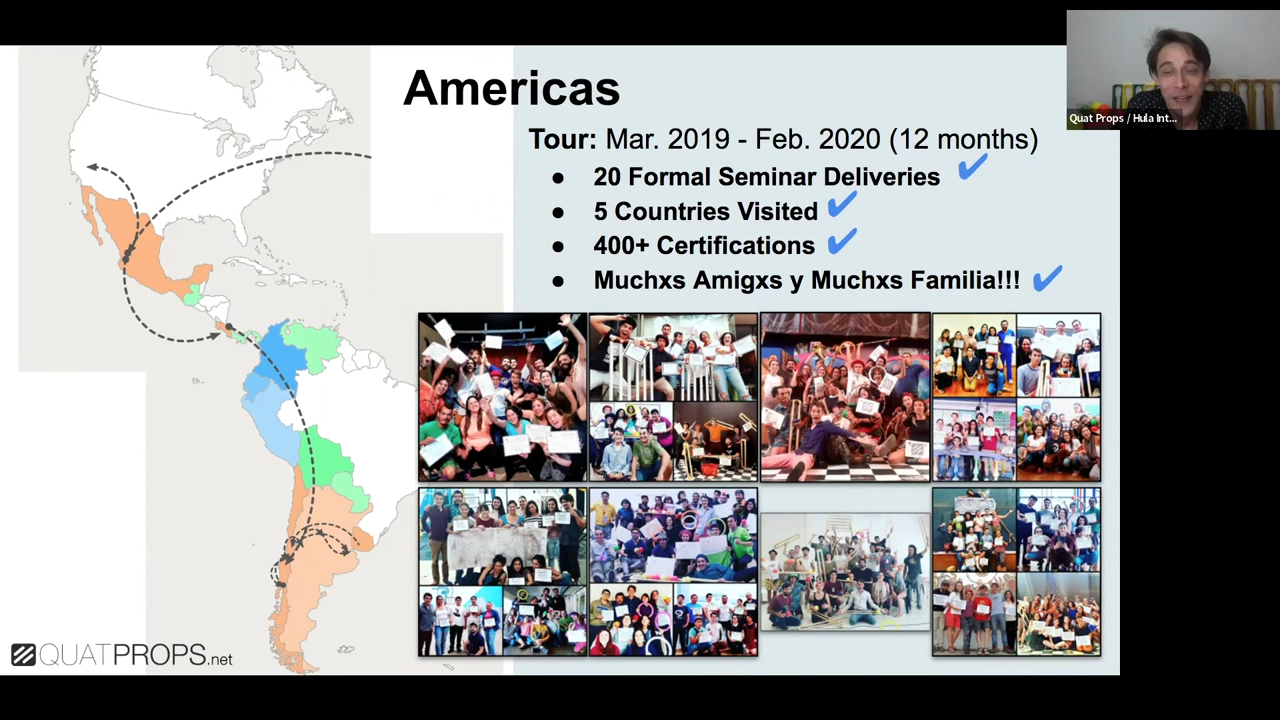 Americas
Tour: Mar. 2019 - Feb. 2020 (12 months)
● 20 Formal Seminar Deliveries ✔
● 5 Countries Visited ✔
● 400+ Certifications ✔
● Muchxs Amigxs y Muchxs Familia!!! ✔
QUATPROPS.net
Quat Props / Hula Int...